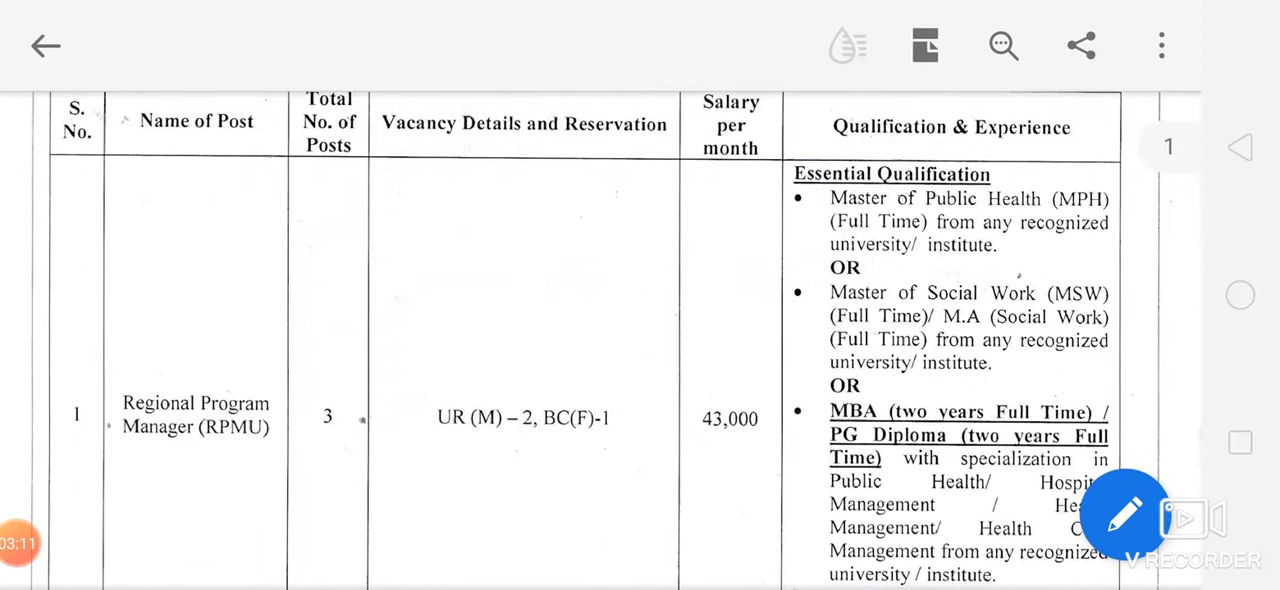 S.
No.
Name of Post
Total
No. of
Posts
Vacancy Details and Reservation
Salary
per
month
Qualification & Experience
1
1
Regional Program
Manager (RPMU)
3
UR (M) – 2, BC(F)-1
43,000
Essential Qualification
• Master of Public Health (MPH)
(Full Time) from any recognized
university/ institute.
OR
• Master of Social Work (MSW)
(Full Time)/ M.A (Social Work)
(Full Time) from any recognized
university/ institute.
OR
• MBA (two years Full Time) /
PG Diploma (two years Full
Time) with specialization in
Public Health/
Management /
Management/ Health
Management from any recognized
university / institute.
03:11
V RECORDER